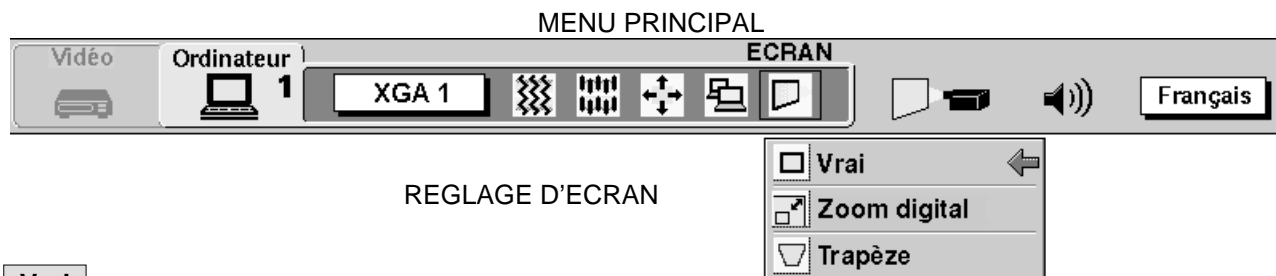 MENU PRINCIPAL
Vidéo
Ordinateur
1
ECRAN
XGA 1
Français
REGLAGE D'ECRAN
Vrai
Zoom digital
Trapèze